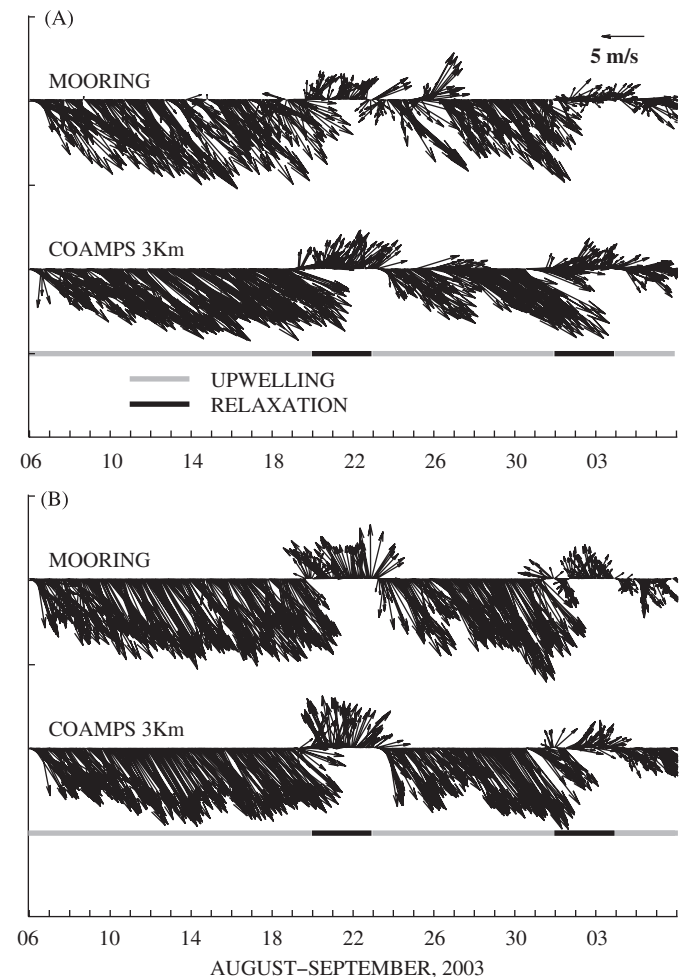 (A)
5 m/s
MOORING
COAMPS 3Km
UPWELLING
RELAXATION
06 10 14 18 22 26 30 03
(B)
MOORING
COAMPS 3Km
06 10 14 18 22 26 30 03
AUGUST–SEPTEMBER, 2003